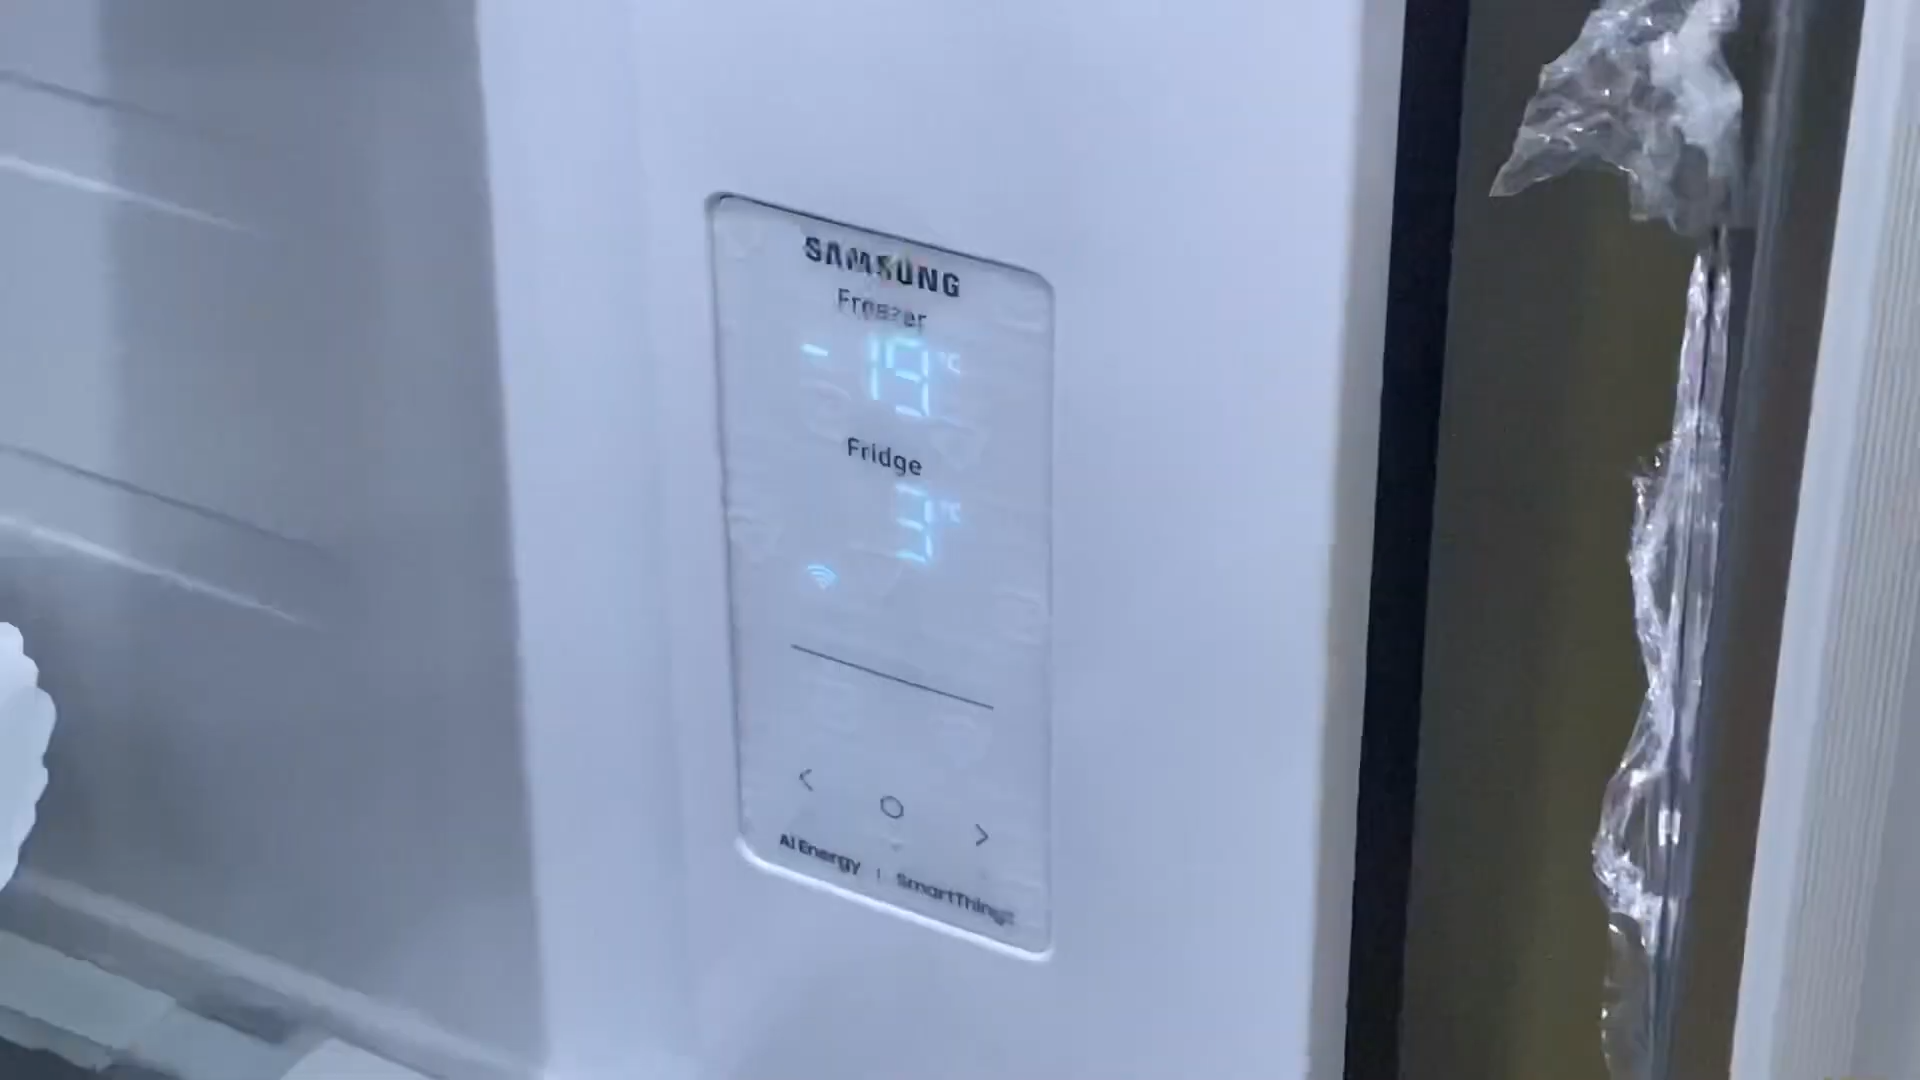 SAMSUNG
Freezer
-19°C
Fridge
3°C
< ○ >
AI Energy | SmartThings